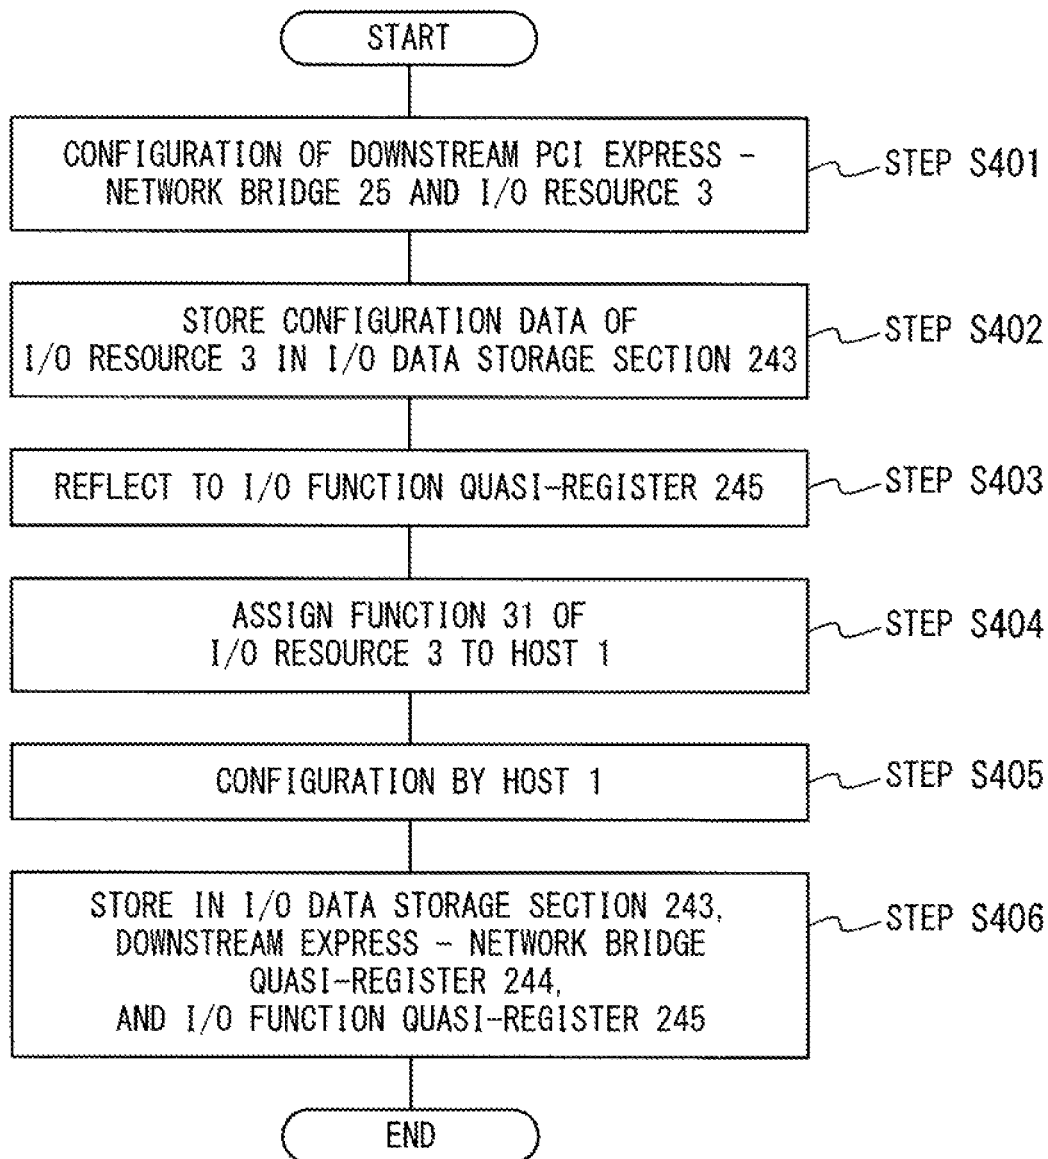 START
CONFIGURATION OF DOWNSTREAM PCI EXPRESS -
NETWORK BRIDGE 25 AND I/O RESOURCE 3
STEP S401
STORE CONFIGURATION DATA OF
I/O RESOURCE 3 IN I/O DATA STORAGE SECTION 243
STEP S402
REFLECT TO I/O FUNCTION QUASI-REGISTER 245
STEP S403
ASSIGN FUNCTION 31 OF
I/O RESOURCE 3 TO HOST 1
STEP S404
CONFIGURATION BY HOST 1
STEP S405
STORE IN I/O DATA STORAGE SECTION 243,
DOWNSTREAM EXPRESS - NETWORK BRIDGE
QUASI-REGISTER 244,
AND I/O FUNCTION QUASI-REGISTER 245
STEP S406
END